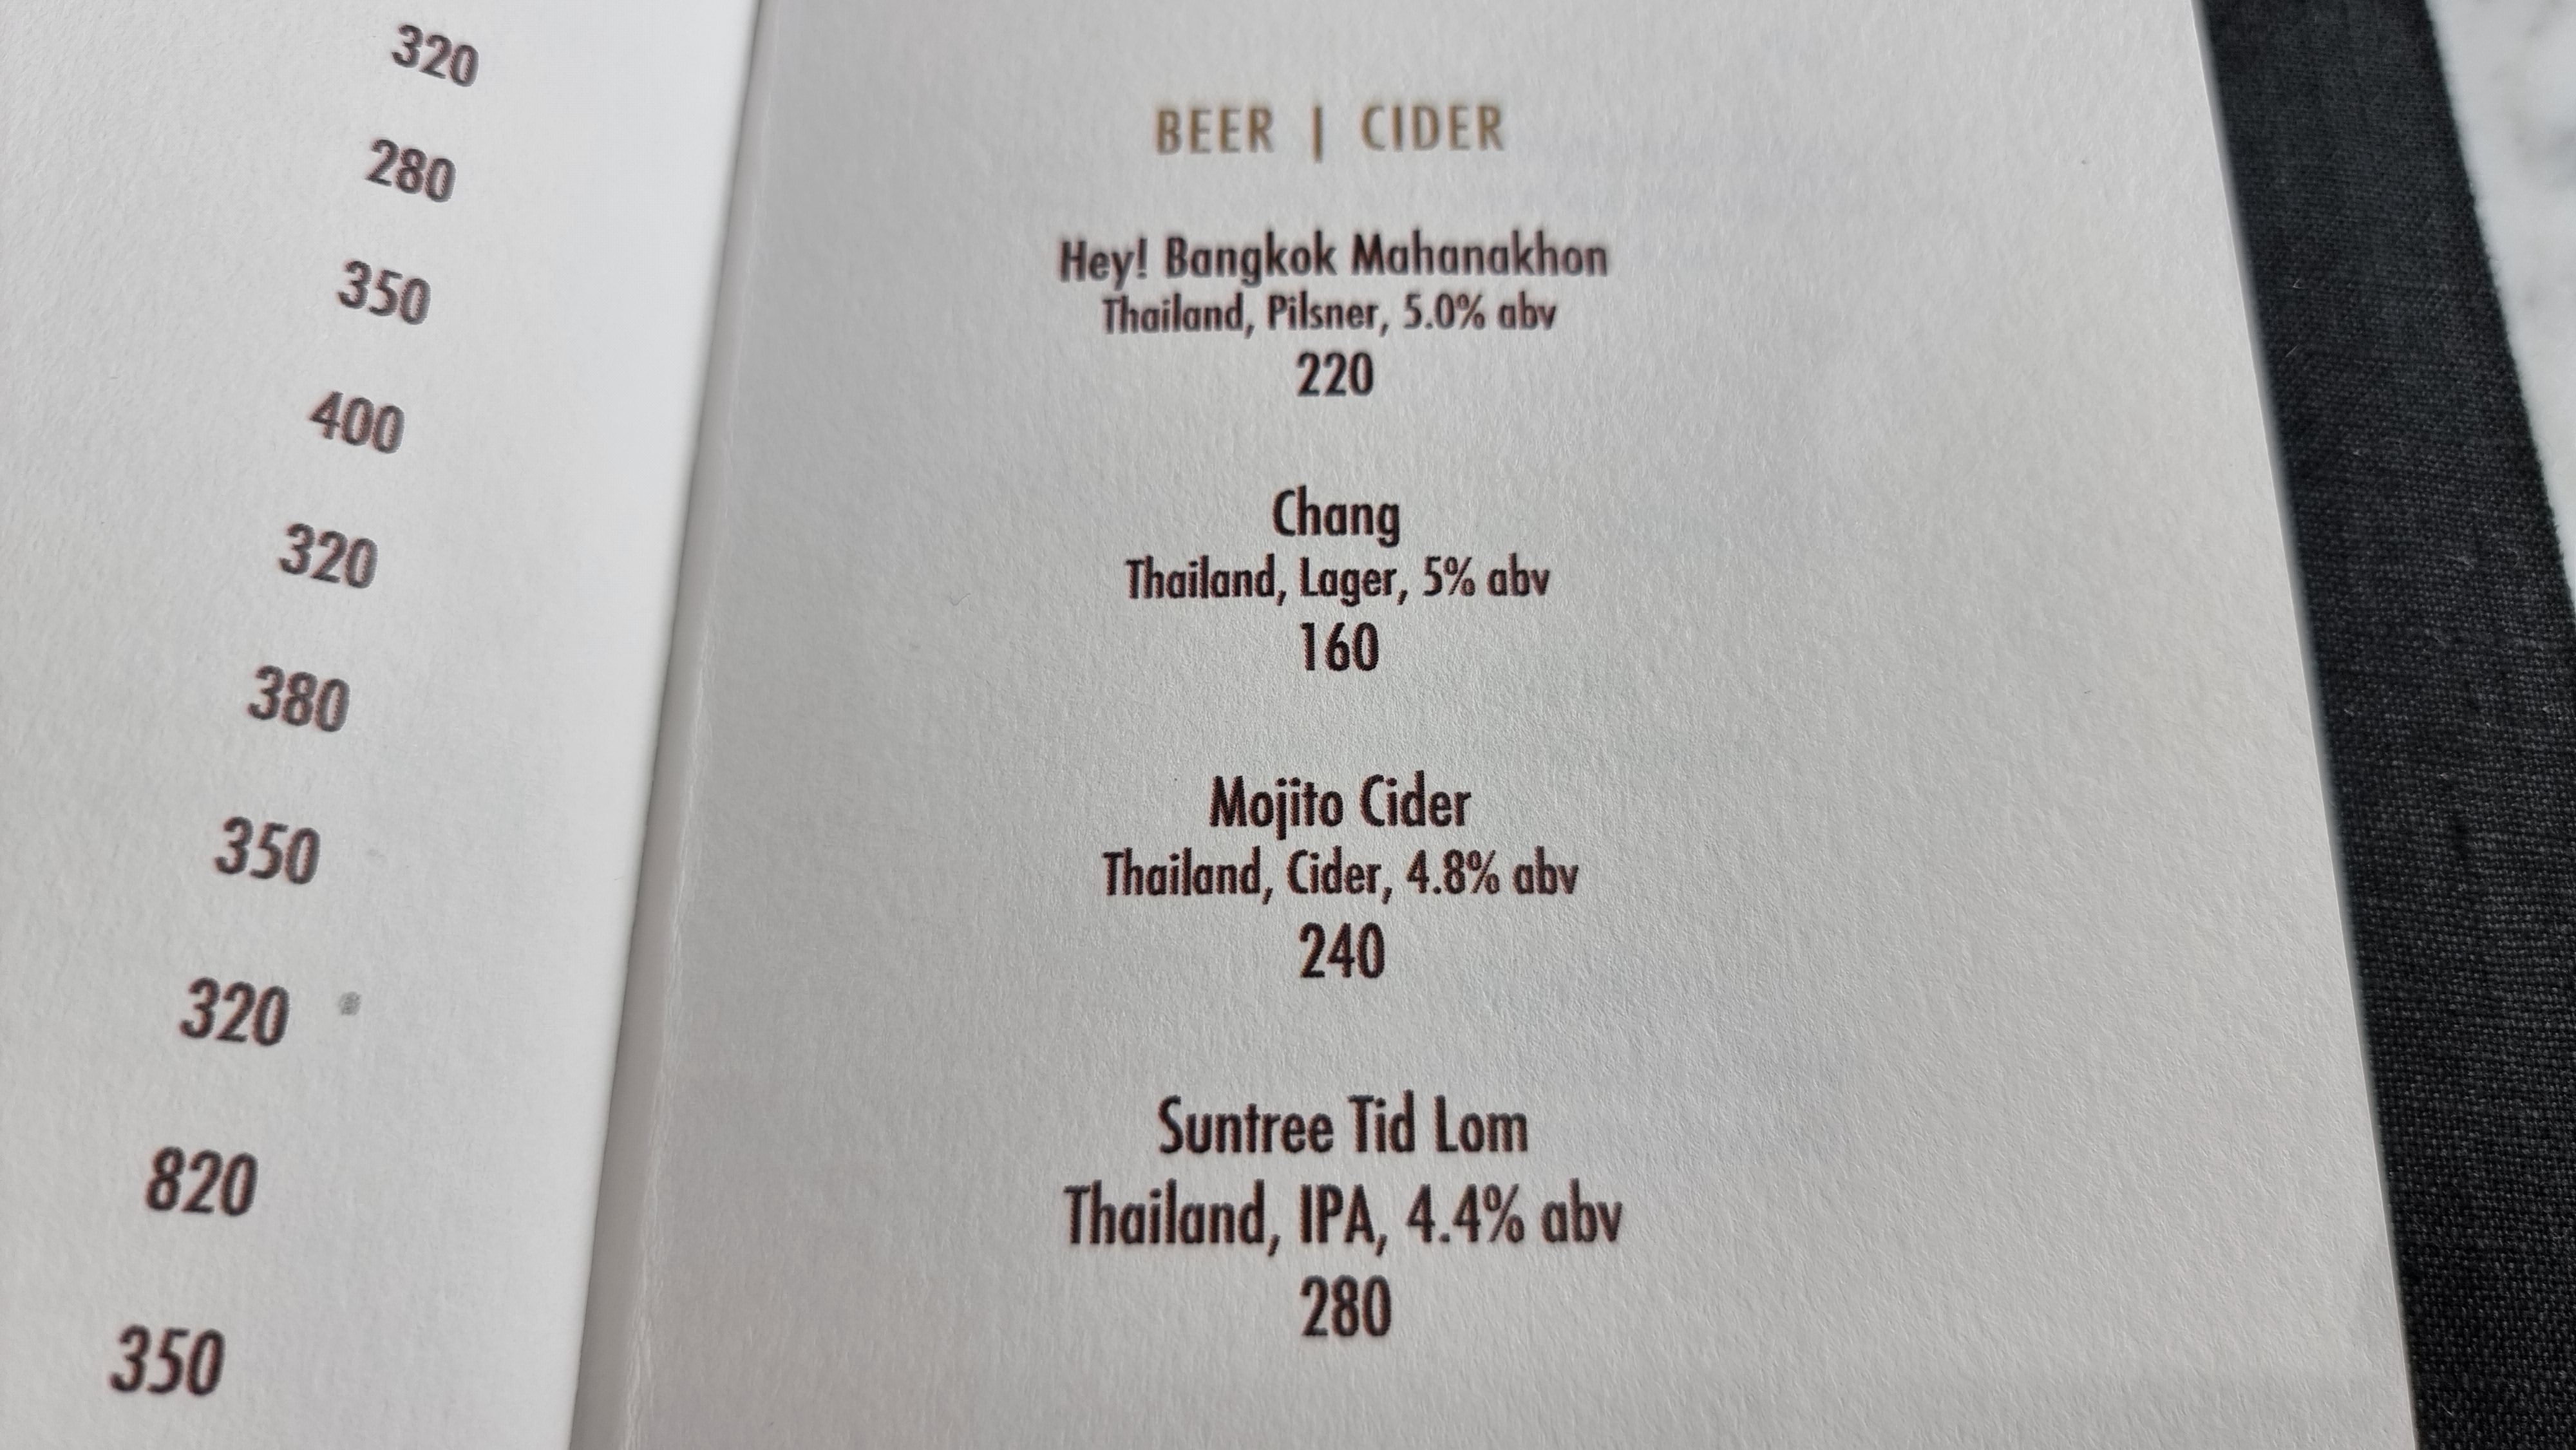 320
280
350
400
320
380
350
320
820
350
BEER | CIDER
Hey! Bangkok Mahanakhon
Thailand, Pilsner, 5.0% abv
220
Chang
Thailand, Lager, 5% abv
160
Mojito Cider
Thailand, Cider, 4.8% abv
240
Suntree Tid Lom
Thailand, IPA, 4.4% abv
280